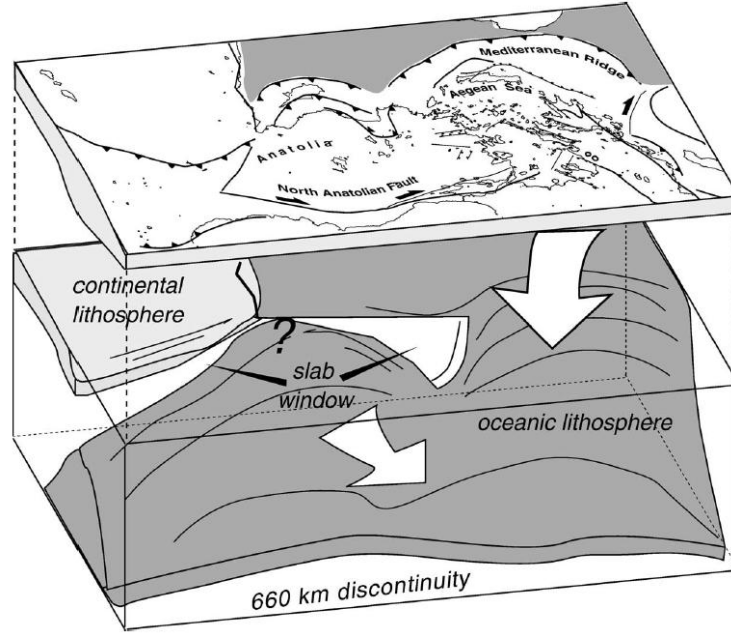 Mediterranean Ridge
Aegean Sea
Anatolia
North Anatolian Fault
continental
lithosphere
?
slab
window
oceanic lithosphere
660 km discontinuity